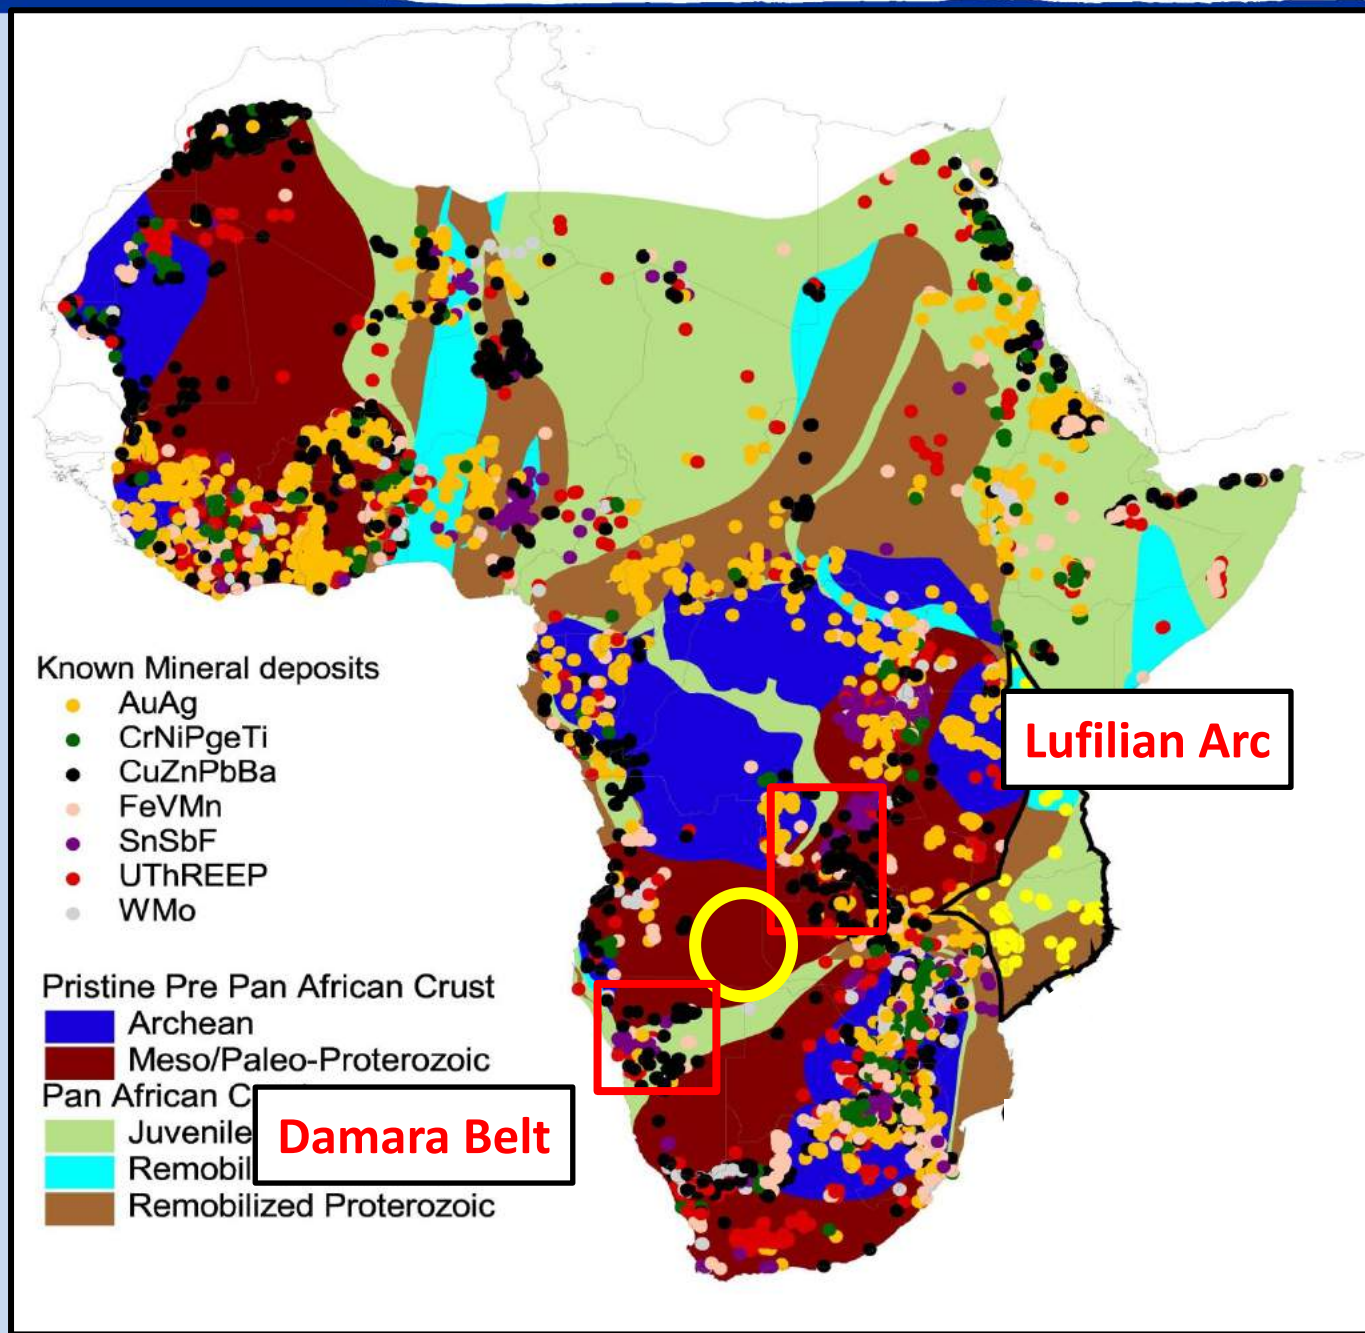 Known Mineral deposits
AuAg
CrNiPgeTi
CuZnPbBa
FeVMn
SnSbF
UThREEP
WMo
Lufilian Arc
Pristine Pre Pan African Crust
Archean
Meso/Paleo-Proterozoic
Pan African C
Juvenile
Remobil
Remobilized Proterozoic
Damara Belt